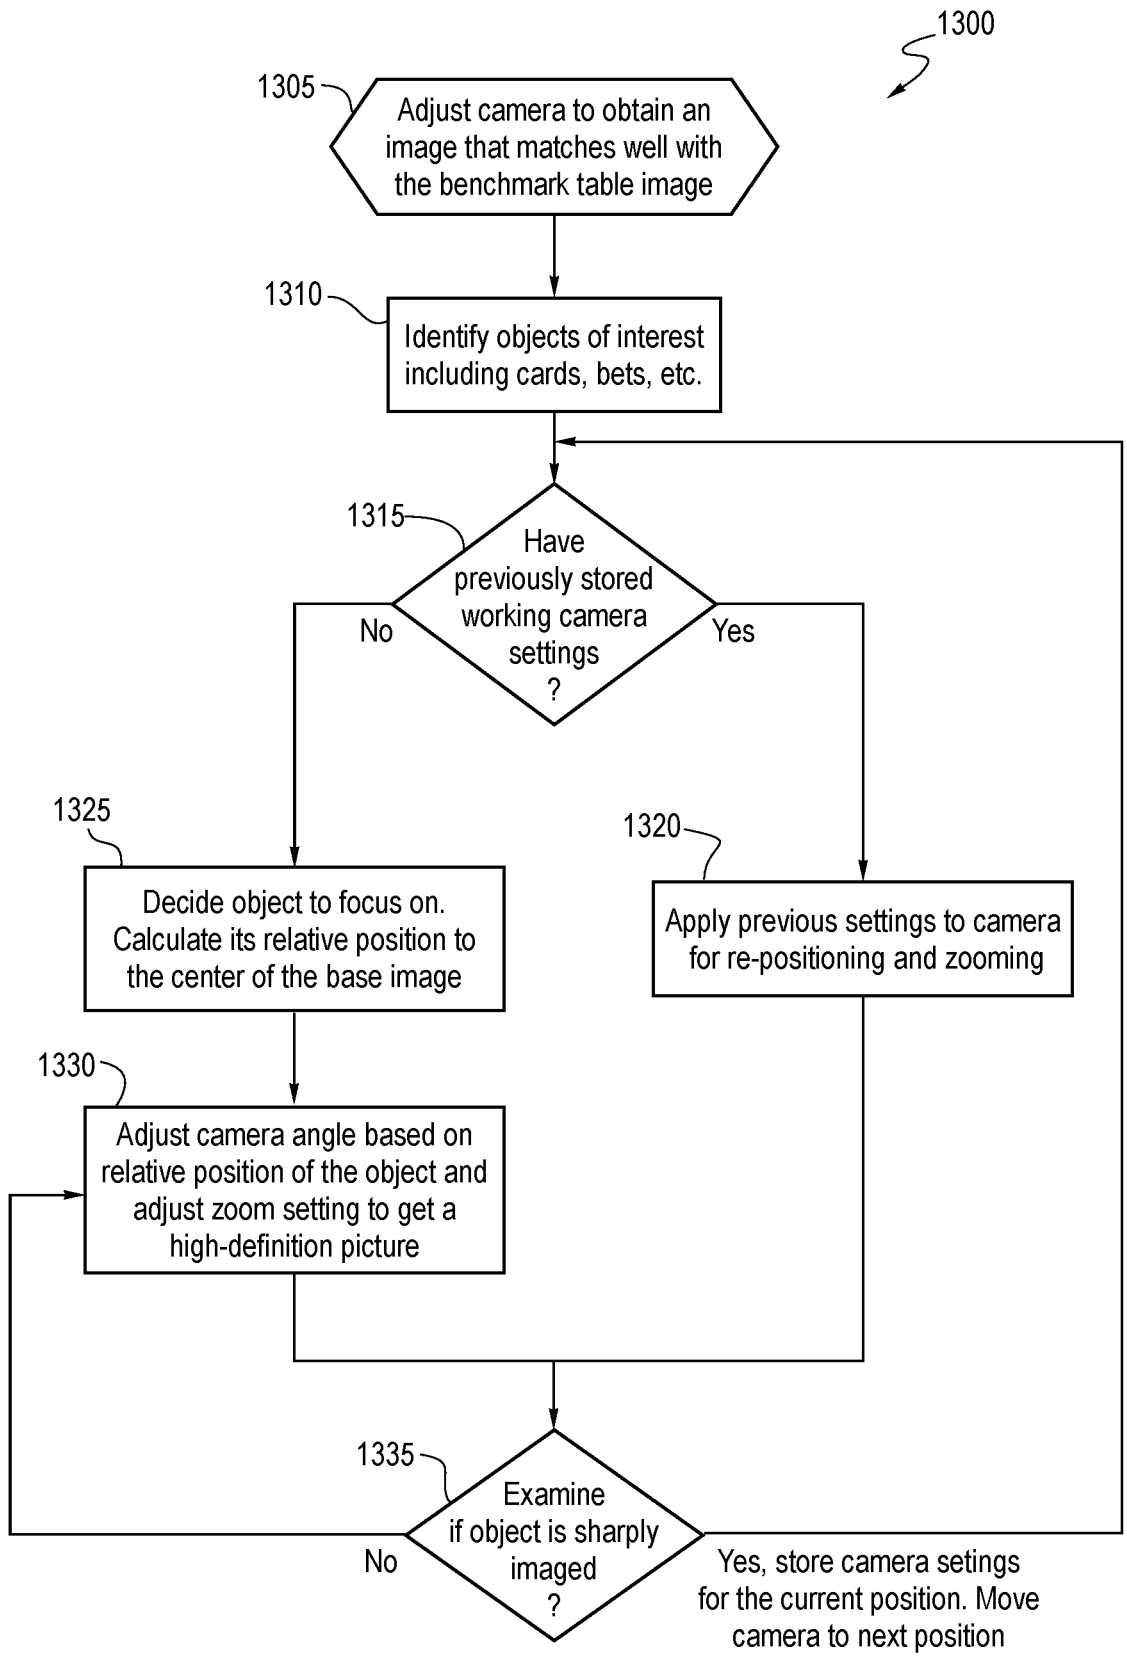 1300
1305
Adjust camera to obtain an
image that matches well with
the benchmark table image
1310
Identify objects of interest
including cards, bets, etc.
1315
Have
previously stored
working camera
settings
?
No
Yes
1325
Decide object to focus on.
Calculate its relative position to
the center of the base image
1320
Apply previous settings to camera
for re-positioning and zooming
1330
Adjust camera angle based on
relative position of the object and
adjust zoom setting to get a
high-definition picture
1335
Examine
if object is sharply
imaged
?
No
Yes, store camera setings
for the current position. Move
camera to next position